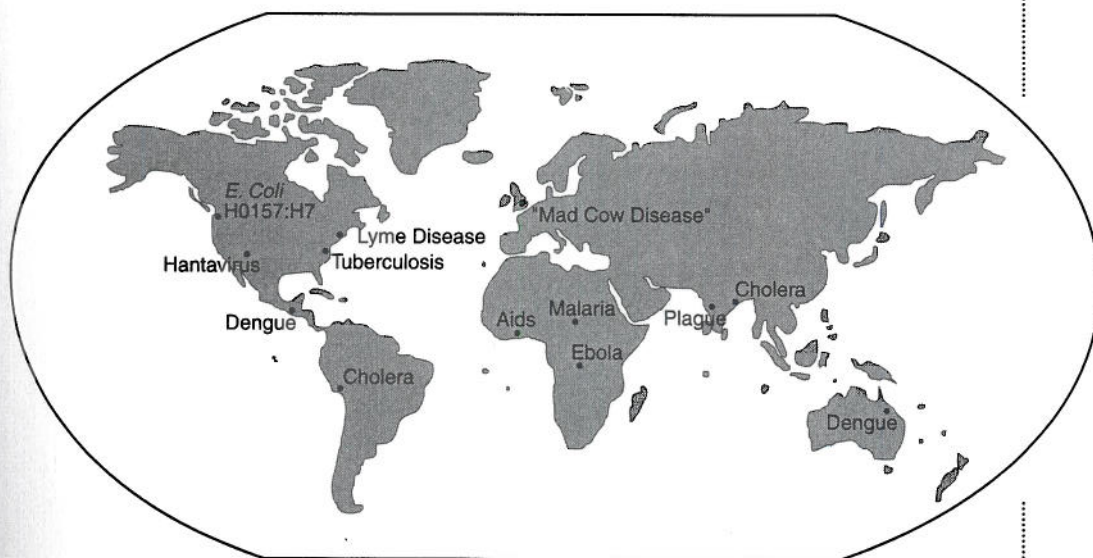 E. Coli
H0157:H7
"Mad Cow Disease"
Lyme Disease
Hantavirus
Tuberculosis
Cholera
Malaria
Plague
Dengue
Aids
Ebola
Cholera
Dengue